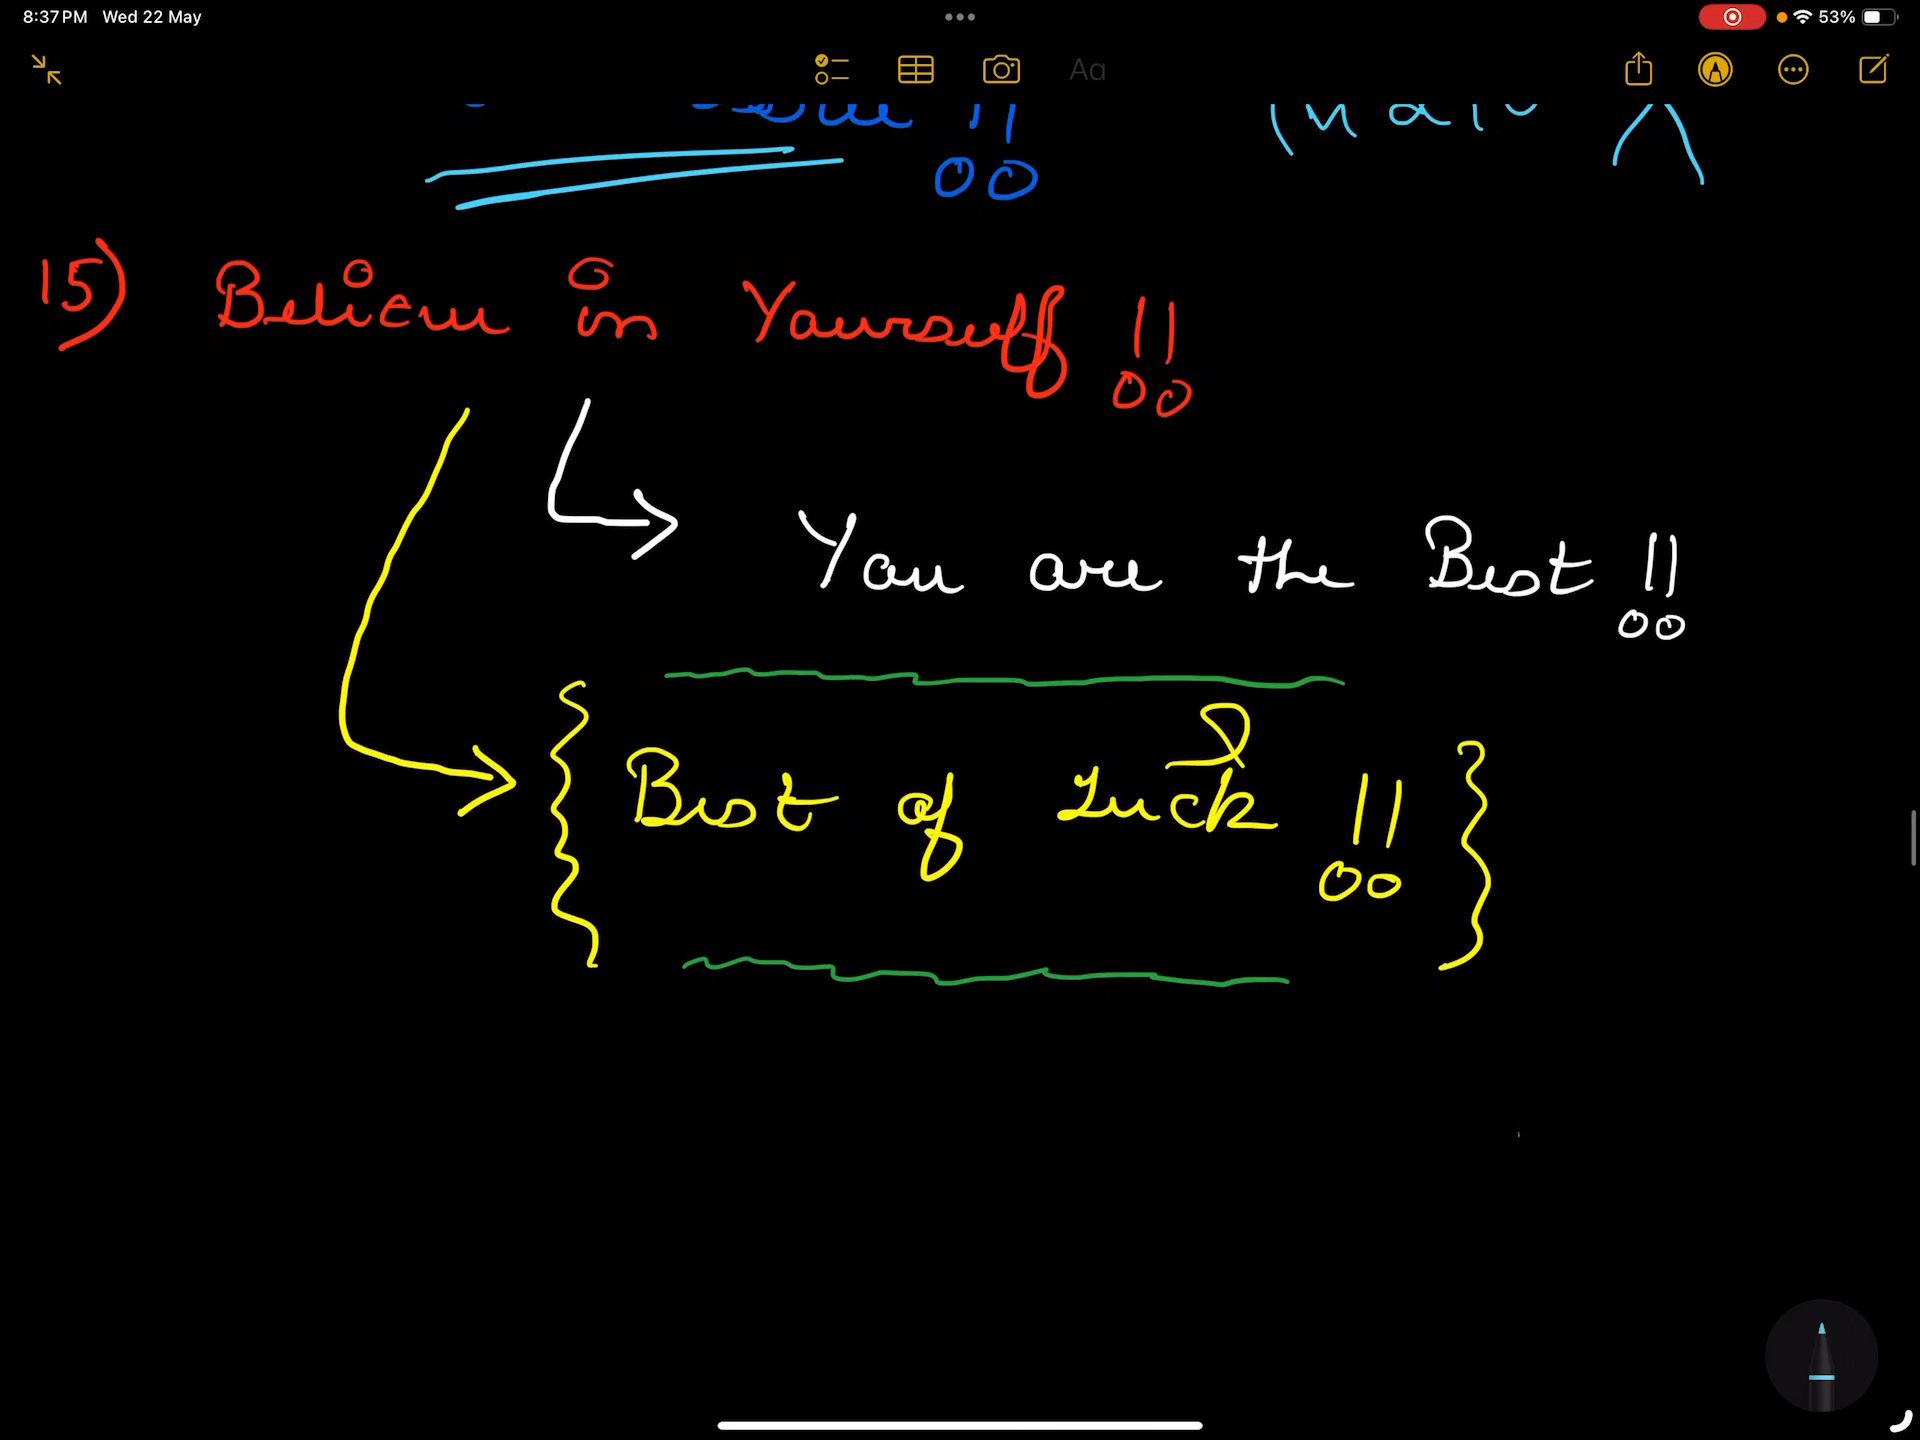 8:37 PM Wed 22 May
53%
Aa
15) Believe in Yourself !!
You are the Best !!
Best of Luck !!